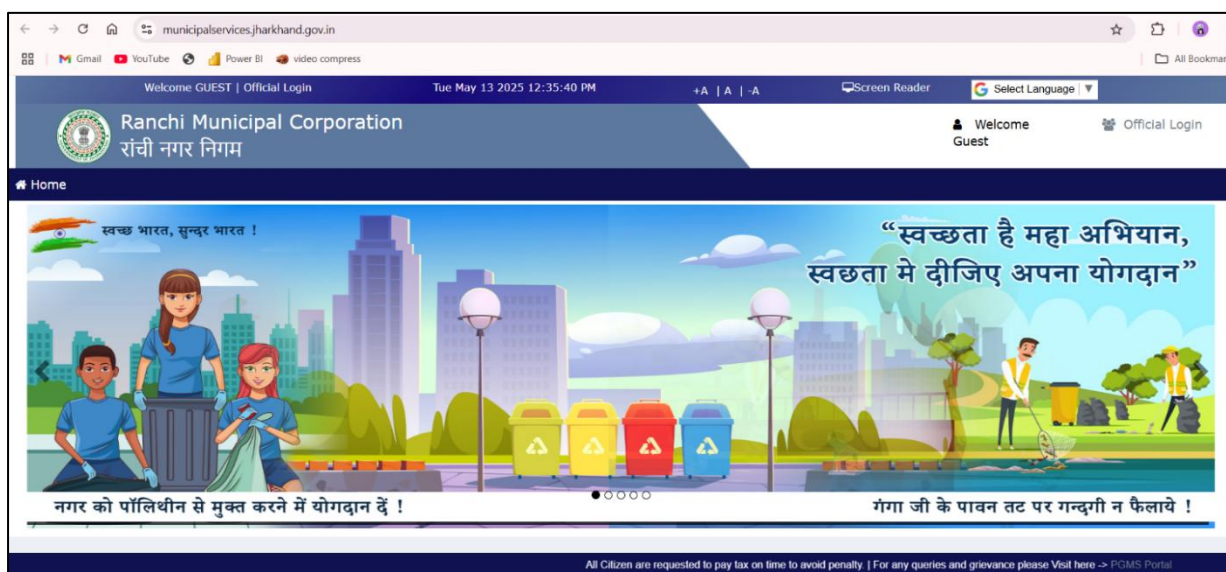 municipalservices.jharkhand.gov.in
Gmail YouTube Power BI video compress All Bookmar
Welcome GUEST | Official Login Tue May 13 2025 12:35:40 PM +A | A | -A Screen Reader Select Language ▼
Ranchi Municipal Corporation
रांची नगर निगम
Welcome Guest
Official Login
Home
स्वच्छ भारत, सुन्दर भारत !
“स्वच्छता है महा अभियान,
स्वछता मे दीजिए अपना योगदान”
नगर को पॉलिथीन से मुक्त करने में योगदान दें !
गंगा जी के पावन तट पर गन्दगी न फैलाये !
All Citizen are requested to pay tax on time to avoid penalty. | For any queries and grievance please Visit here -> PGMS Portal